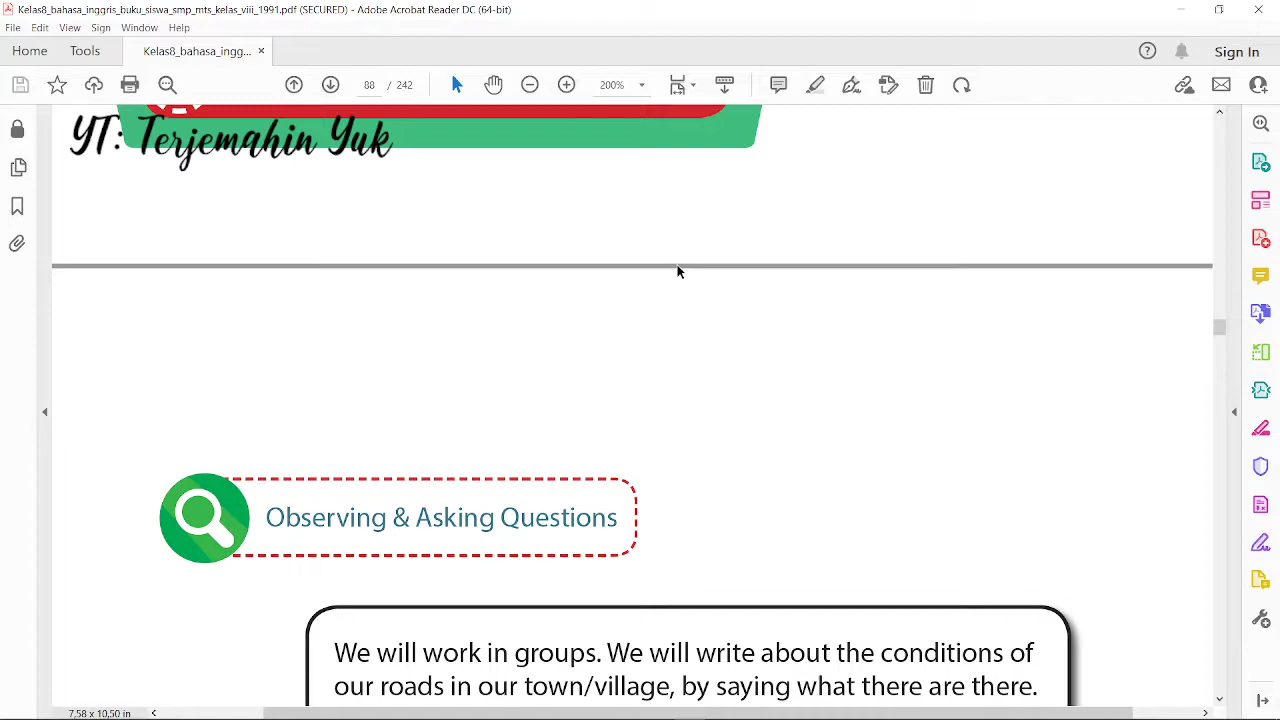 Kelas8_bahasa_inggris_buku_siswa_smp_mts_kelas_viii_1991.pdf (SECURED) - Adobe Acrobat Reader DC (64-bit)
File Edit View Sign Window Help
Home Tools Kelas8_bahasa_ingg... × Sign In
88 / 242 200%
YT: Terjemahin Yuk
Observing & Asking Questions
We will work in groups. We will write about the conditions of
our roads in our town/village, by saying what there are there.
7,58 x 10,50 in